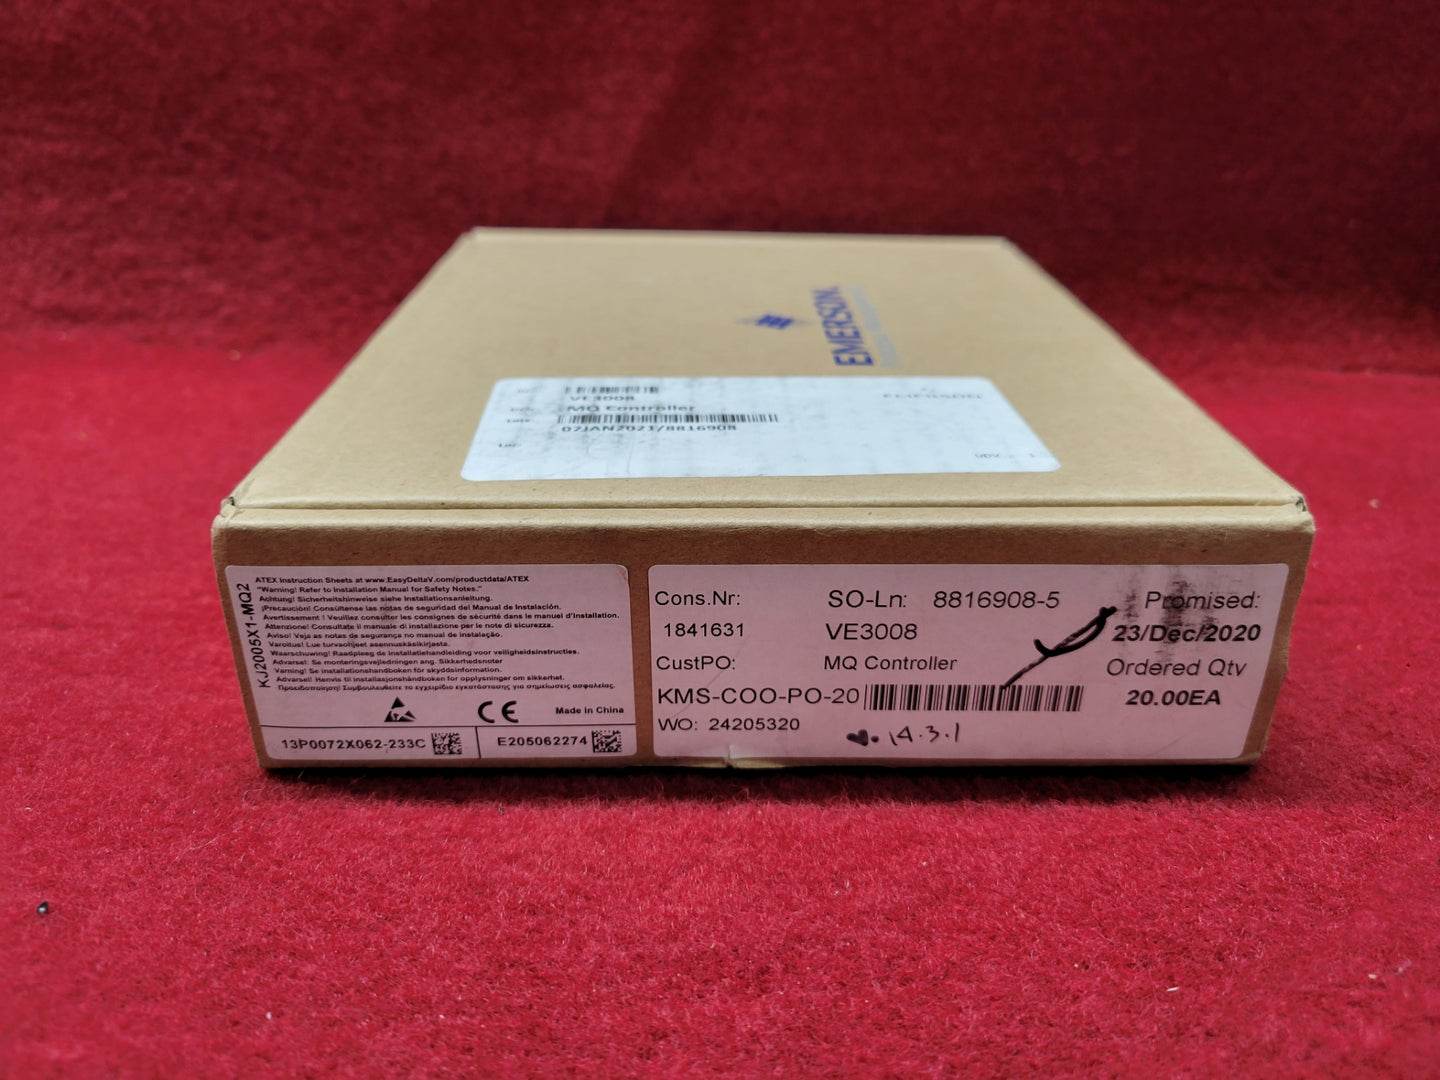 EMERSON.
VE3008
MQ Controller
07JAN2021/8816908
EMERSON
KJ2005X1-MQ2
ATEX Instruction Sheets at www.EasyDeltaV.com/productdata/ATEX
"Warning! Refer to Installation Manual for Safety Notes."
Achtung! Sicherheitshinweise siehe Installationsanleitung.
¡Precaución! Consúltense las notas de seguridad del Manual de Instalación.
Avertissement ! Veuillez consulter les consignes de sécurité dans le manuel d'installation.
Attenzione! Consultate il manuale di installazione per le note di sicurezza.
Aviso! Veja as notas de segurança no manual de instalação.
Varoitus! Lue turvaohjeet asennuskäsikirjasta.
Waarschuwing! Raadpleeg de installatiehandleiding voor veiligheidsinstructies.
Advarsel: Se monteringsvejledningen ang. Sikkerhedsnoter
Varning! Se installationshandboken för skyddsinformation.
Advarsel! Henvis til installasjonshåndboken for opplysninger om sikkerhet.
Προειδοποίηση! Συμβουλευθείτε το εγχειρίδιο εγκατάστασης για σημειώσεις ασφαλείας.
CE Made in China
13P0072X062-233C E205062274
Cons.Nr: SO-Ln: 8816908-5 Promised:
1841631 VE3008 23/Dec/2020
CustPO: MQ Controller Ordered Qty
KMS-COO-PO-20 20.00EA
WO: 24205320
14.3.1